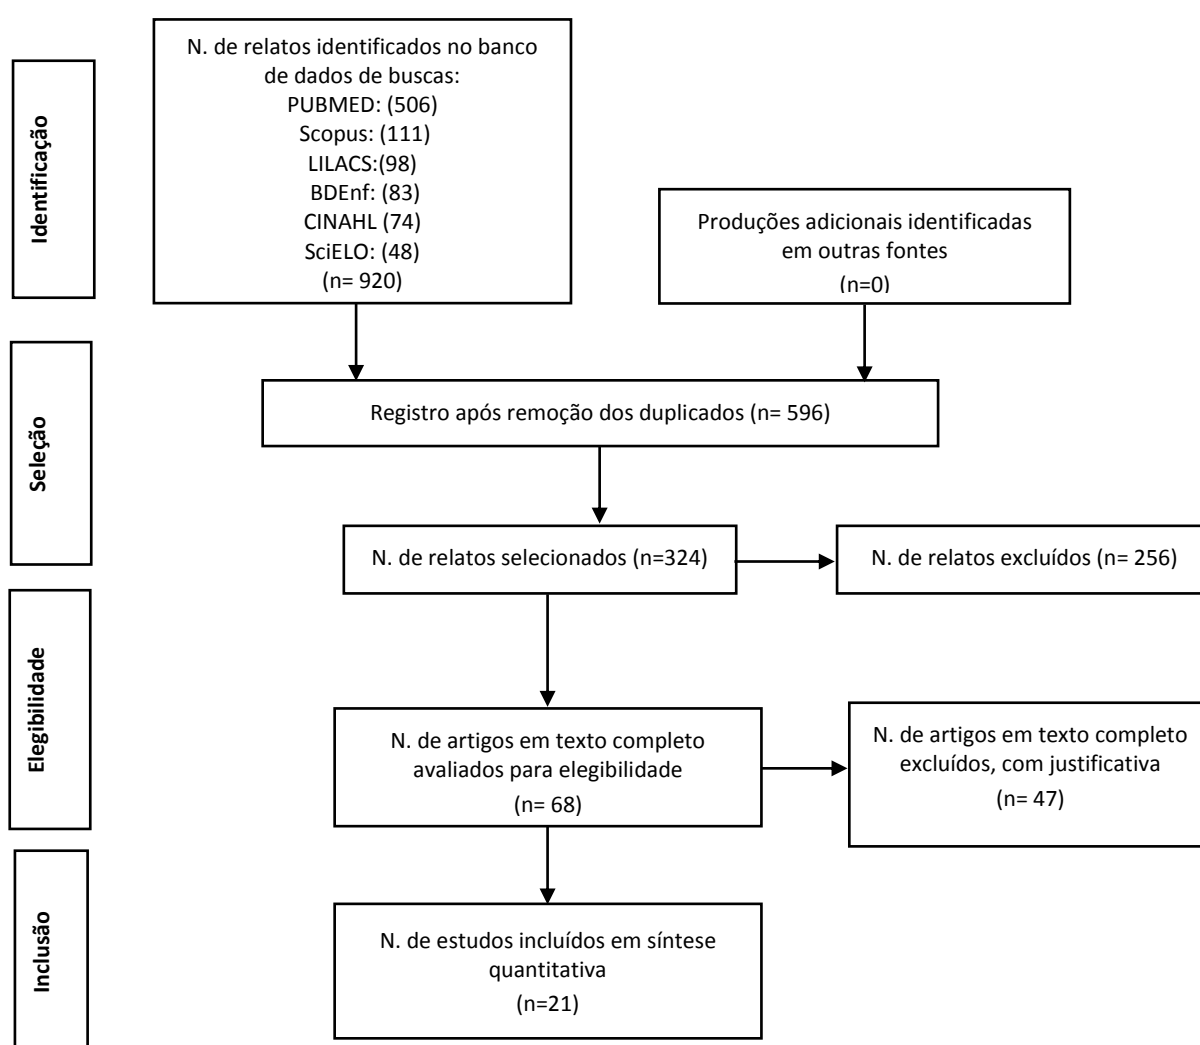 Identificação
N. de relatos identificados no banco
de dados de buscas:
PUBMED: (506)
Scopus: (111)
LILACS:(98)
BDEnf: (83)
CINAHL (74)
SciELO: (48)
(n= 920)
Produções adicionais identificadas
em outras fontes
(n=0)
Seleção
Registro após remoção dos duplicados (n= 596)
N. de relatos selecionados (n=324)
N. de relatos excluídos (n= 256)
Elegibilidade
N. de artigos em texto completo
avaliados para elegibilidade
(n= 68)
N. de artigos em texto completo
excluídos, com justificativa
(n= 47)
Inclusão
N. de estudos incluídos em síntese
quantitativa
(n=21)